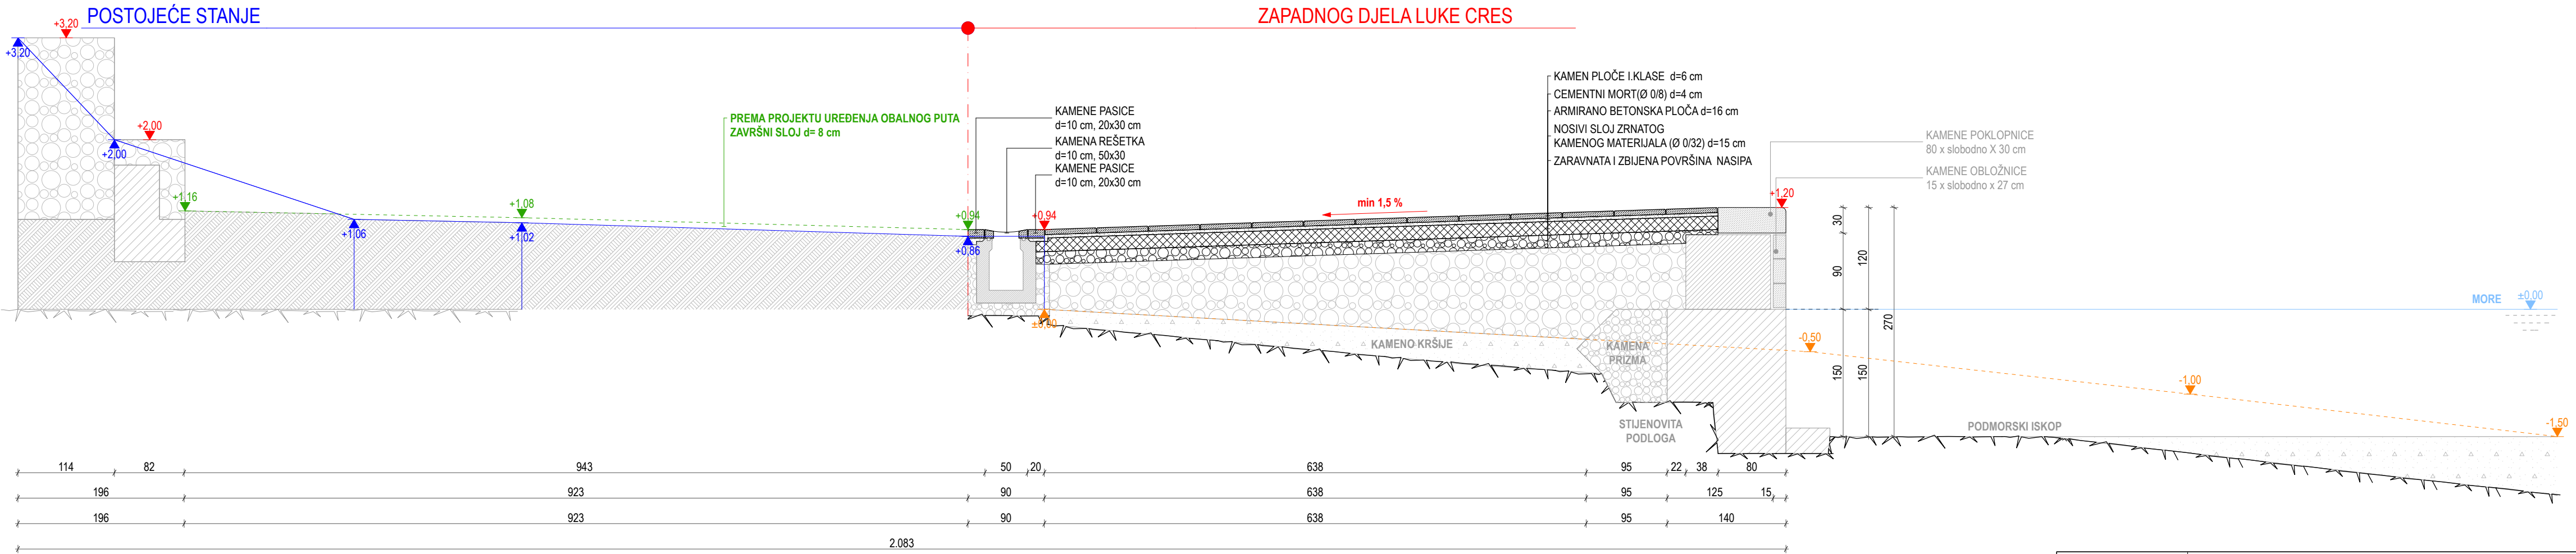 POSTOJEĆE STANJE
ZAPADNOG DJELA LUKE CRES
+3,20
+3,20
+2,00
+2,00
+1,16
+1,06
+1,08
+1,02
PREMA PROJEKTU UREĐENJA OBALNOG PUTA
ZAVRŠNI SLOJ d= 8 cm
+0,94
+0,86
+0,94
±0,00
KAMENE PASICE
d=10 cm, 20x30 cm
KAMENA REŠETKA
d=10 cm, 50x30
KAMENE PASICE
d=10 cm, 20x30 cm
min 1,5 %
KAMEN PLOČE I.KLASE d=6 cm
CEMENTNI MORT(Ø 0/8) d=4 cm
ARMIRANO BETONSKA PLOČA d=16 cm
NOSIVI SLOJ ZRNATOG
KAMENOG MATERIJALA (Ø 0/32) d=15 cm
ZARAVNATA I ZBIJENA POVRŠINA NASIPA
KAMENE POKLOPNICE
80 x slobodno X 30 cm
KAMENE OBLOŽNICE
15 x slobodno x 27 cm
+1,20
30
90
120
150
150
270
MORE ±0,00
KAMENO KRŠIJE
KAMENA
PRIZMA
STIJENOVITA
PODLOGA
-0,50
-1,00
-1,50
PODMORSKI ISKOP
114 82 943 50 20 638 95 22 38 80
196 923 90 638 95 125 15
196 923 90 638 95 140
2.083